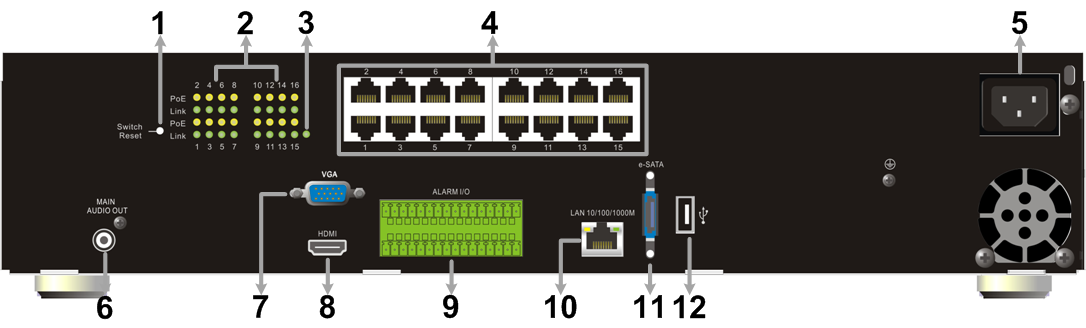 1 2 3 4 5
2 4 6 8 10 12 14 16
PoE
Link
PoE
Link
1 3 5 7 9 11 13 15
Switch
Reset
2 4 6 8 10 12 14 16
1 3 5 7 9 11 13 15
e-SATA
VGA
MAIN
AUDIO OUT
ALARM I/O
LAN 10/100/1000M
HDMI
6 7 8 9 10 11 12